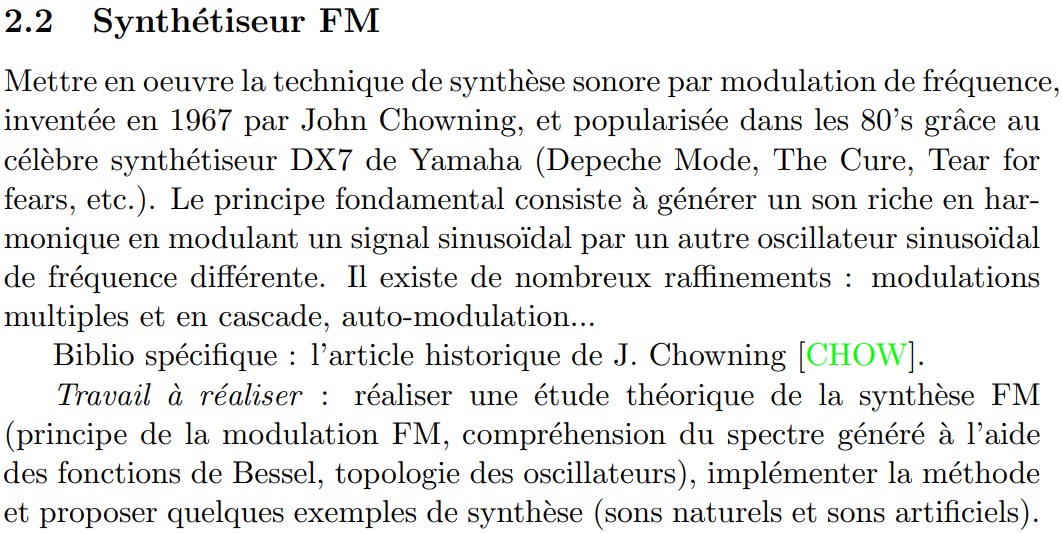 2.2 Synthétiseur FM
Mettre en oeuvre la technique de synthèse sonore par modulation de fréquence,
inventée en 1967 par John Chowning, et popularisée dans les 80's grâce au
célèbre synthétiseur DX7 de Yamaha (Depeche Mode, The Cure, Tear for
fears, etc.). Le principe fondamental consiste à générer un son riche en har-
monique en modulant un signal sinusoïdal par un autre oscillateur sinusoïdal
de fréquence différente. Il existe de nombreux raffinements : modulations
multiples et en cascade, auto-modulation...
Biblio spécifique : l'article historique de J. Chowning [CHOW].
Travail à réaliser : réaliser une étude théorique de la synthèse FM
(principe de la modulation FM, compréhension du spectre généré à l'aide
des fonctions de Bessel, topologie des oscillateurs), implémenter la méthode
et proposer quelques exemples de synthèse (sons naturels et sons artificiels).